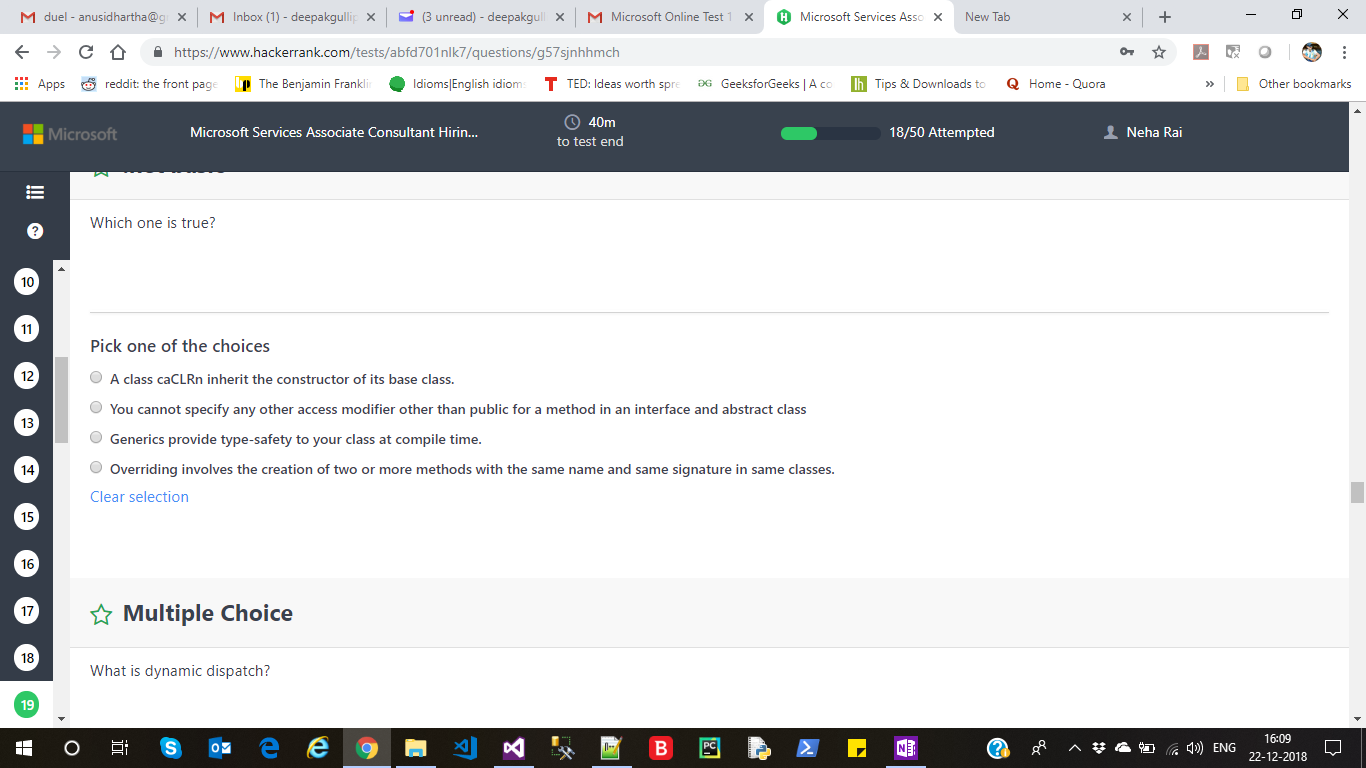 duel - anusidhartha@g
Inbox (1) - deepakgullip
(3 unread) - deepakgull
Microsoft Online Test 1
Microsoft Services Asso
New Tab
https://www.hackerrank.com/tests/abfd701nlk7/questions/g57sjnhhmch
Apps
reddit: the front page
The Benjamin Franklin
Idioms|English idiom
TED: Ideas worth spre
GeeksforGeeks | A co
Tips & Downloads to
Home - Quora
»
Other bookmarks
Microsoft
Microsoft Services Associate Consultant Hirin...
40m
to test end
18/50 Attempted
Neha Rai
Which one is true?
Pick one of the choices
A class caCLRn inherit the constructor of its base class.
You cannot specify any other access modifier other than public for a method in an interface and abstract class
Generics provide type-safety to your class at compile time.
Overriding involves the creation of two or more methods with the same name and same signature in same classes.
Clear selection
Multiple Choice
What is dynamic dispatch?
?
10
11
12
13
14
15
16
17
18
19
ENG
16:09
22-12-2018